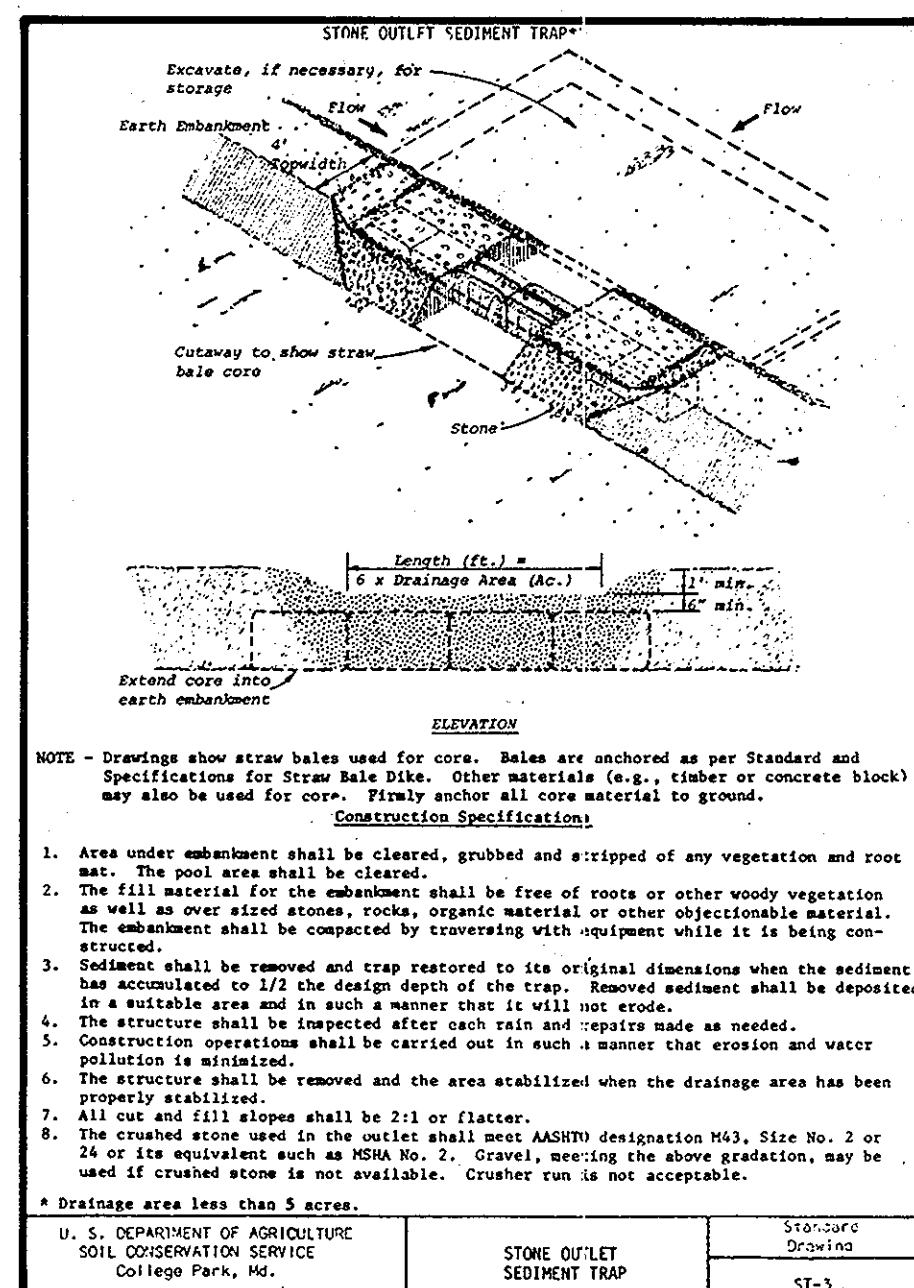 STONE OUTLET SEDIMENT TRAP*
Excavate, if necessary, for
storage
Flow
Flow
Earth Embankment
4'
Topwidth
Cutaway to show straw
bale core
Stone
Length (ft.) =
6 x Drainage Area (Ac.)
1' min.
6" min.
Extend core into
earth embankment
ELEVATION
NOTE - Drawings show straw bales used for core. Bales are anchored as per Standard and
Specifications for Straw Bale Dike. Other materials (e.g., timber or concrete block)
may also be used for core. Firmly anchor all core material to ground.
Construction Specifications
1. Area under embankment shall be cleared, grubbed and stripped of any vegetation and root
mat. The pool area shall be cleared.
2. The fill material for the embankment shall be free of roots or other woody vegetation
as well as over sized stones, rocks, organic material or other objectionable material.
The embankment shall be compacted by traversing with equipment while it is being con-
structed.
3. Sediment shall be removed and trap restored to its original dimensions when the sediment
has accumulated to 1/2 the design depth of the trap. Removed sediment shall be deposited
in a suitable area and in such a manner that it will not erode.
4. The structure shall be inspected after each rain and repairs made as needed.
5. Construction operations shall be carried out in such a manner that erosion and water
pollution is minimized.
6. The structure shall be removed and the area stabilized when the drainage area has been
properly stabilized.
7. All cut and fill slopes shall be 2:1 or flatter.
8. The crushed stone used in the outlet shall meet AASHTO designation M43, Size No. 2 or
24 or its equivalent such as MSHA No. 2. Gravel, meeting the above gradation, may be
used if crushed stone is not available. Crusher run is not acceptable.
* Drainage area less than 5 acres.
U. S. DEPARTMENT OF AGRICULTURE
SOIL CONSERVATION SERVICE
College Park, Md.
STONE OUTLET
SEDIMENT TRAP
Standard
Drawing
ST-3